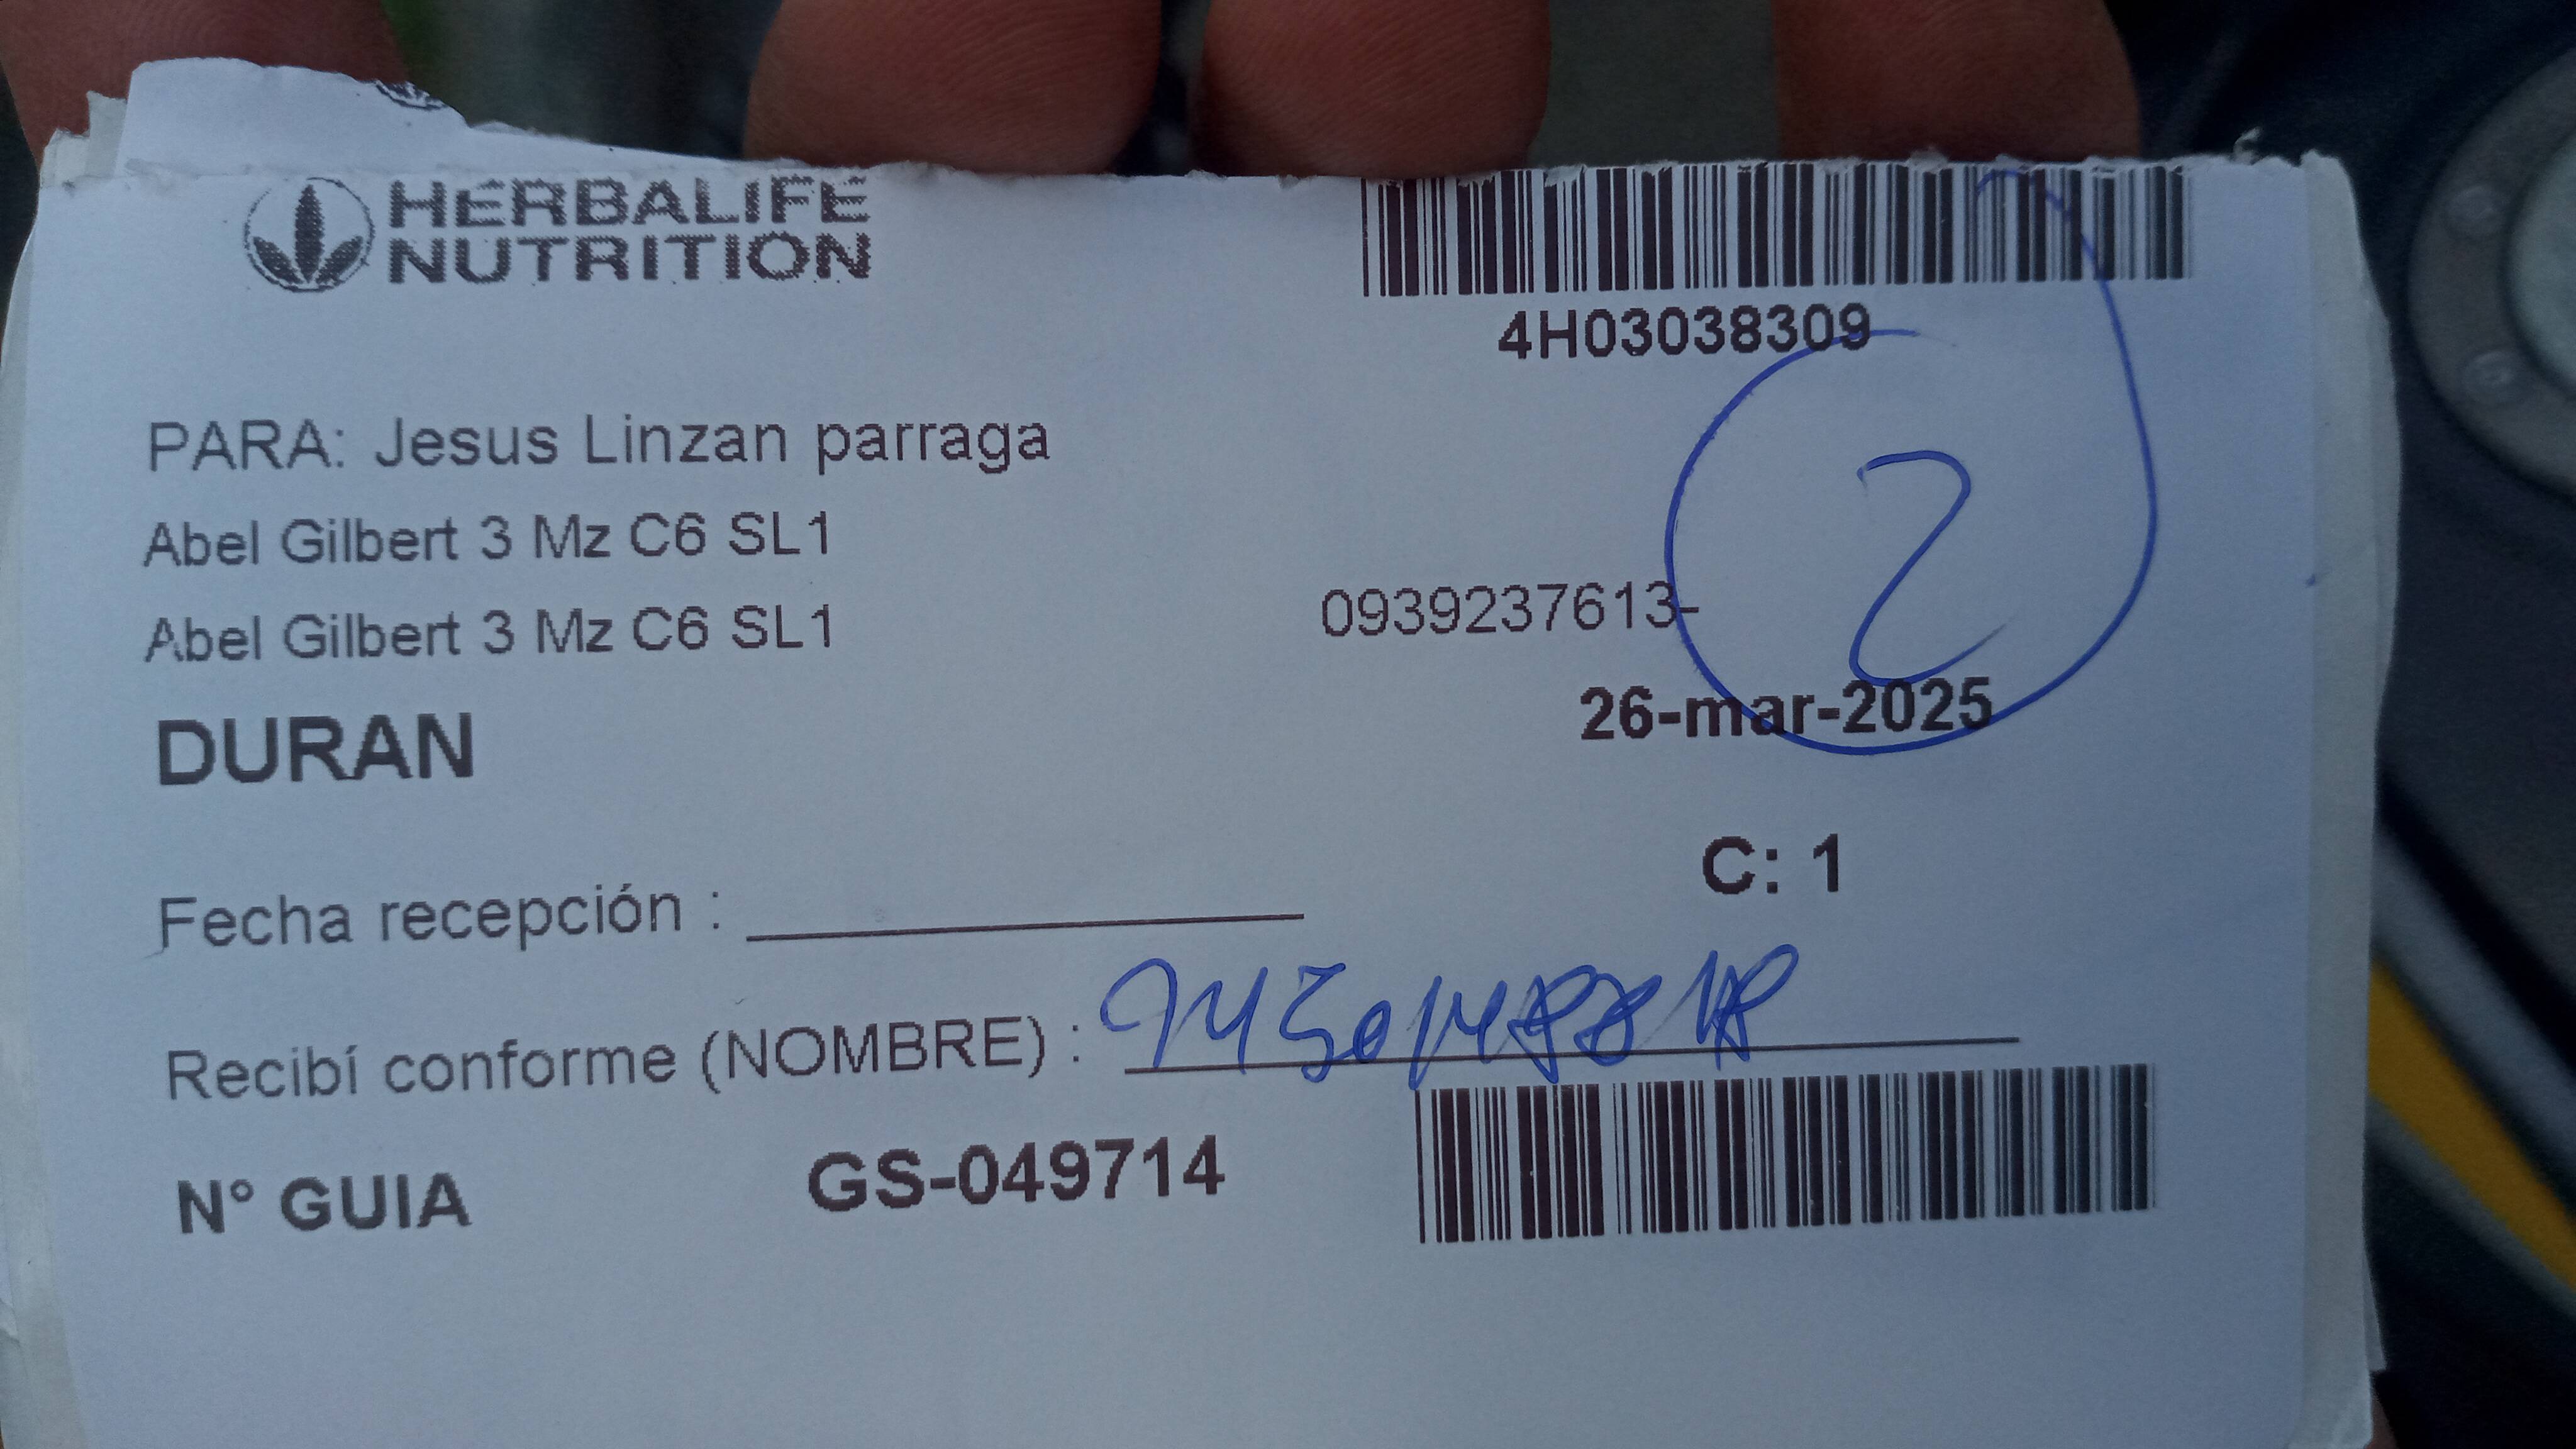 HERBALIFE
NUTRITION
4H03038309
PARA: Jesus Linzan parraga
Abel Gilbert 3 Mz C6 SL1
Abel Gilbert 3 Mz C6 SL1
0939237613-
2
DURAN
26-mar-2025
C: 1
Fecha recepción :
Recibí conforme (NOMBRE) :
N° GUIA GS-049714